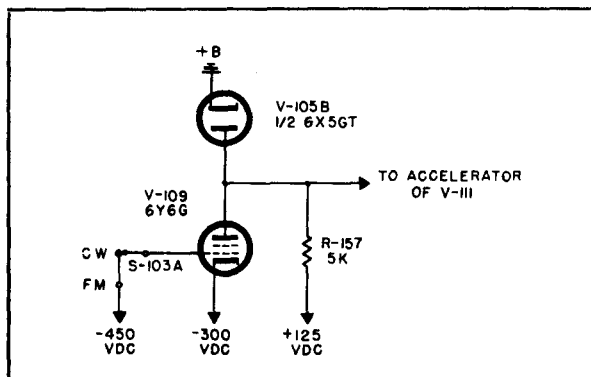 +B
V-105B
1/2 6X5GT
TO ACCELERATOR
OF V-111
V-109
6Y6G
R-157
5K
CW
S-103A
FM
-450
VDC
-300
VDC
+125
VDC